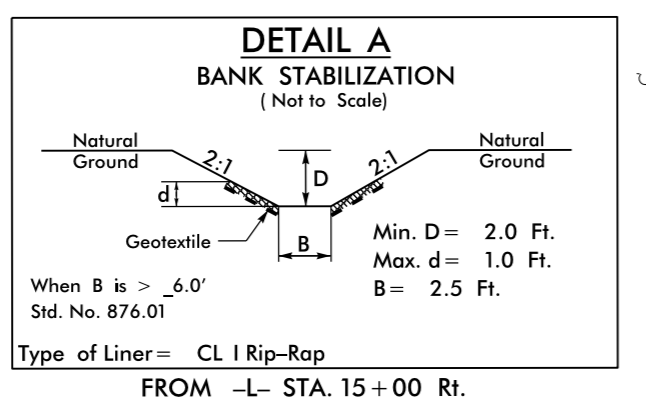 DETAIL A
BANK STABILIZATION
( Not to Scale)
Natural
Ground
2:1
D
2:1
Natural
Ground
d
Geotextile
B
Min. D = 2.0 Ft.
Max. d = 1.0 Ft.
B = 2.5 Ft.
When B is > _6.0'
Std. No. 876.01
Type of Liner = CL I Rip-Rap
FROM -L- STA. 15+00 Rt.